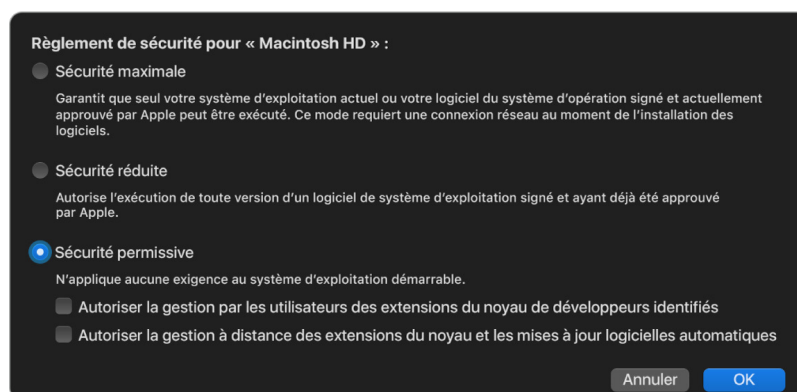 Règlement de sécurité pour « Macintosh HD » :
Sécurité maximale
Garantit que seul votre système d’exploitation actuel ou votre logiciel du système d’opération signé et actuellement
approuvé par Apple peut être exécuté. Ce mode requiert une connexion réseau au moment de l’installation des
logiciels.
Sécurité réduite
Autorise l’exécution de toute version d’un logiciel de système d’exploitation signé et ayant déjà été approuvé
par Apple.
Sécurité permissive
N’applique aucune exigence au système d’exploitation démarrable.
Autoriser la gestion par les utilisateurs des extensions du noyau de développeurs identifiés
Autoriser la gestion à distance des extensions du noyau et les mises à jour logicielles automatiques
Annuler OK